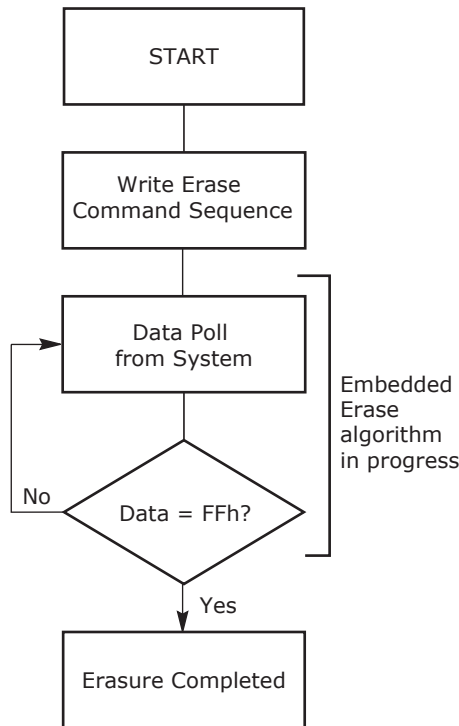 START
Write Erase
Command Sequence
Data Poll
from System
Embedded
Erase
algorithm
in progress
No
Data = FFh?
Yes
Erasure Completed